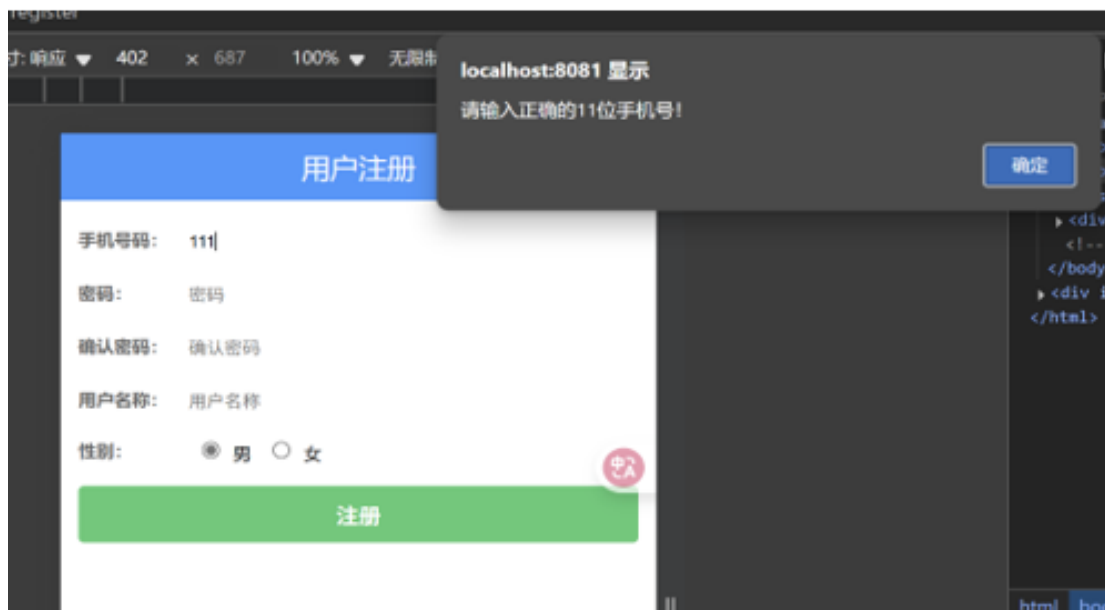 register
寸: 响应 ▼ 402 × 687 100% ▼ 无限制
localhost:8081 显示
请输入正确的11位手机号!
确定
用户注册
手机号码: 111
密码: 密码
确认密码: 确认密码
用户名称: 用户名称
性别: 男 女
注册
<div
<!--
</body
<div i
</html>
html bo